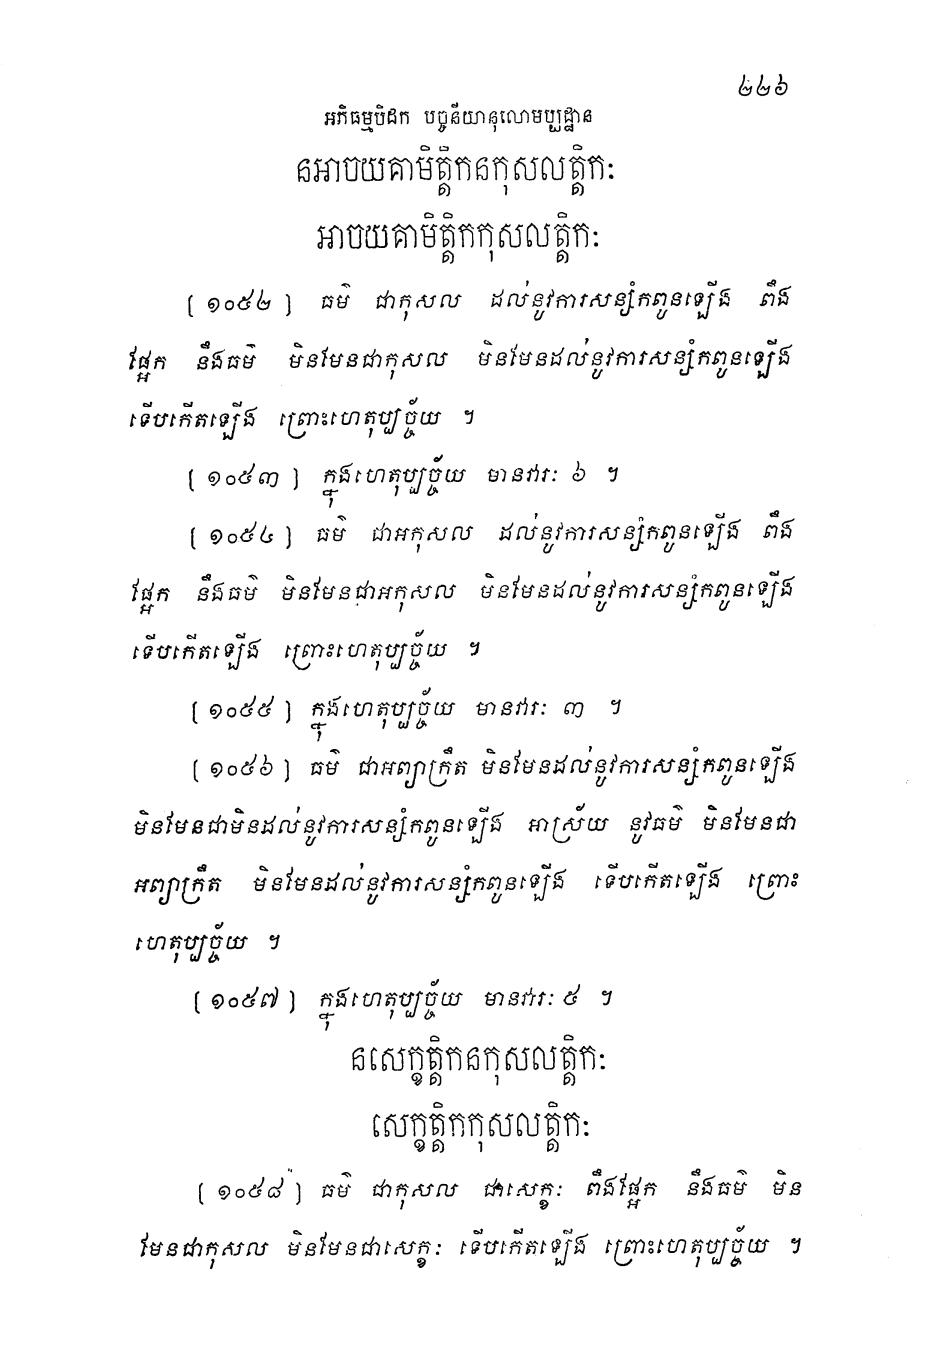 ២២៦
អភិធម្មបិដក បច្ចនីយានុលោមប្បដ្ឋាន
នអាចយគាមិត្តិកនកុសលត្តិកៈ
អាចយគាមិត្តិកកុសលត្តិកៈ
[ ១០៥២ ] ធម៌ ជាកុសល ដល់នូវការសន្សំកពូនឡើង ពឹង
ផ្អែក នឹងធម៌ មិនមែនជាកុសល មិនមែនដល់នូវការសន្សំកពូនឡើង
ទើបកើតឡើង ព្រោះហេតុប្បច្ច័យ ។
[ ១០៥៣ ] ក្នុងហេតុប្បច្ច័យ មានវារៈ ៦ ។
[ ១០៥៤ ] ធម៌ ជាអកុសល ដល់នូវការសន្សំកពូនឡើង ពឹង
ផ្អែក នឹងធម៌ មិនមែនជាអកុសល មិនមែនដល់នូវការសន្សំកពូនឡើង
ទើបកើតឡើង ព្រោះហេតុប្បច្ច័យ ។
[ ១០៥៥ ] ក្នុងហេតុប្បច្ច័យ មានវារៈ ៣ ។
[ ១០៥៦ ] ធម៌ ជាអព្យាក្រឹត មិនមែនដល់នូវការសន្សំកពូនឡើង
មិនមែនជាមិនដល់នូវការសន្សំកពូនឡើង អាស្រ័យ នូវធម៌ មិនមែនជា
អព្យាក្រឹត មិនមែនដល់នូវការសន្សំកពូនឡើង ទើបកើតឡើង ព្រោះ
ហេតុប្បច្ច័យ ។
[ ១០៥៧ ] ក្នុងហេតុប្បច្ច័យ មានវារៈ ៥ ។
នសេក្ខត្តិកនកុសលត្តិកៈ
សេក្ខត្តិកកុសលត្តិកៈ
[ ១០៥៨ ] ធម៌ ជាកុសល ជាសេក្ខៈ ពឹងផ្អែក នឹងធម៌ មិន
មែនជាកុសល មិនមែនជាសេក្ខៈ ទើបកើតឡើង ព្រោះហេតុប្បច្ច័យ ។